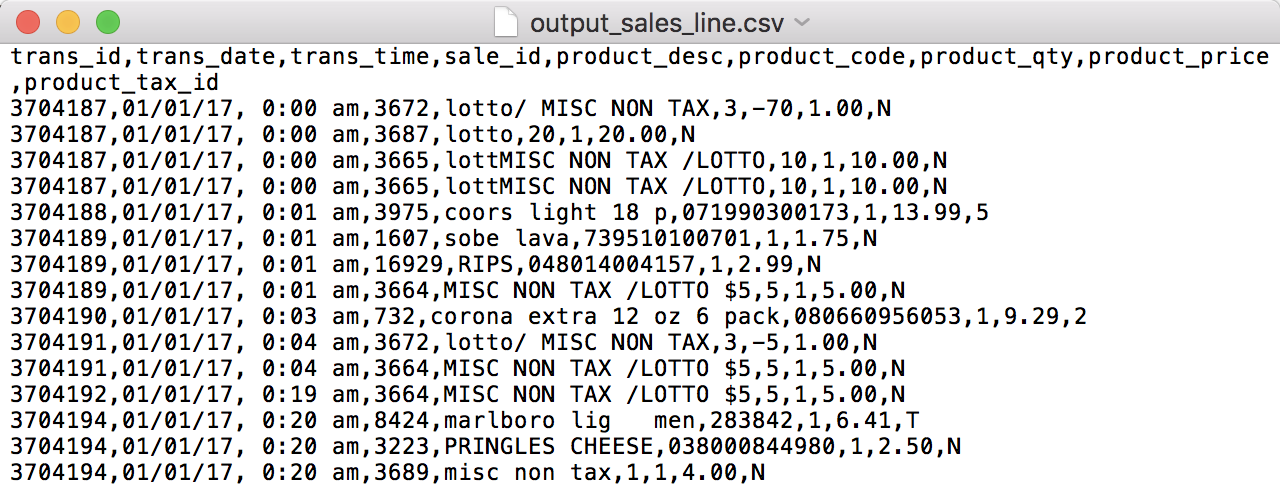 output_sales_line.csv
trans_id,trans_date,trans_time,sale_id,product_desc,product_code,product_qty,product_price
,product_tax_id
3704187,01/01/17, 0:00 am,3672,lotto/ MISC NON TAX,3,-70,1.00,N
3704187,01/01/17, 0:00 am,3687,lotto,20,1,20.00,N
3704187,01/01/17, 0:00 am,3665,lottMISC NON TAX /LOTTO,10,1,10.00,N
3704187,01/01/17, 0:00 am,3665,lottMISC NON TAX /LOTTO,10,1,10.00,N
3704188,01/01/17, 0:01 am,3975,coors light 18 p,071990300173,1,13.99,5
3704189,01/01/17, 0:01 am,1607,sobe lava,739510100701,1,1.75,N
3704189,01/01/17, 0:01 am,16929,RIPS,048014004157,1,2.99,N
3704189,01/01/17, 0:01 am,3664,MISC NON TAX /LOTTO $5,5,1,5.00,N
3704190,01/01/17, 0:03 am,732,corona extra 12 oz 6 pack,080660956053,1,9.29,2
3704191,01/01/17, 0:04 am,3672,lotto/ MISC NON TAX,3,-5,1.00,N
3704191,01/01/17, 0:04 am,3664,MISC NON TAX /LOTTO $5,5,1,5.00,N
3704192,01/01/17, 0:19 am,3664,MISC NON TAX /LOTTO $5,5,1,5.00,N
3704194,01/01/17, 0:20 am,8424,marlboro lig   men,283842,1,6.41,T
3704194,01/01/17, 0:20 am,3223,PRINGLES CHEESE,038000844980,1,2.50,N
3704194,01/01/17, 0:20 am,3689,misc non tax,1,1,4.00,N